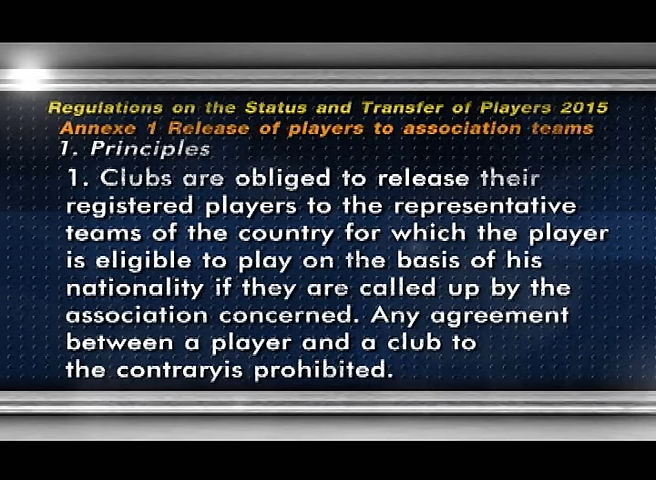 Regulations on the Status and Transfer of Players 2015
Annexe 1 Release of players to association teams
1. Principles
1. Clubs are obliged to release their
registered players to the representative
teams of the country for which the player
is eligible to play on the basis of his
nationality if they are called up by the
association concerned. Any agreement
between a player and a club to
the contraryis prohibited.